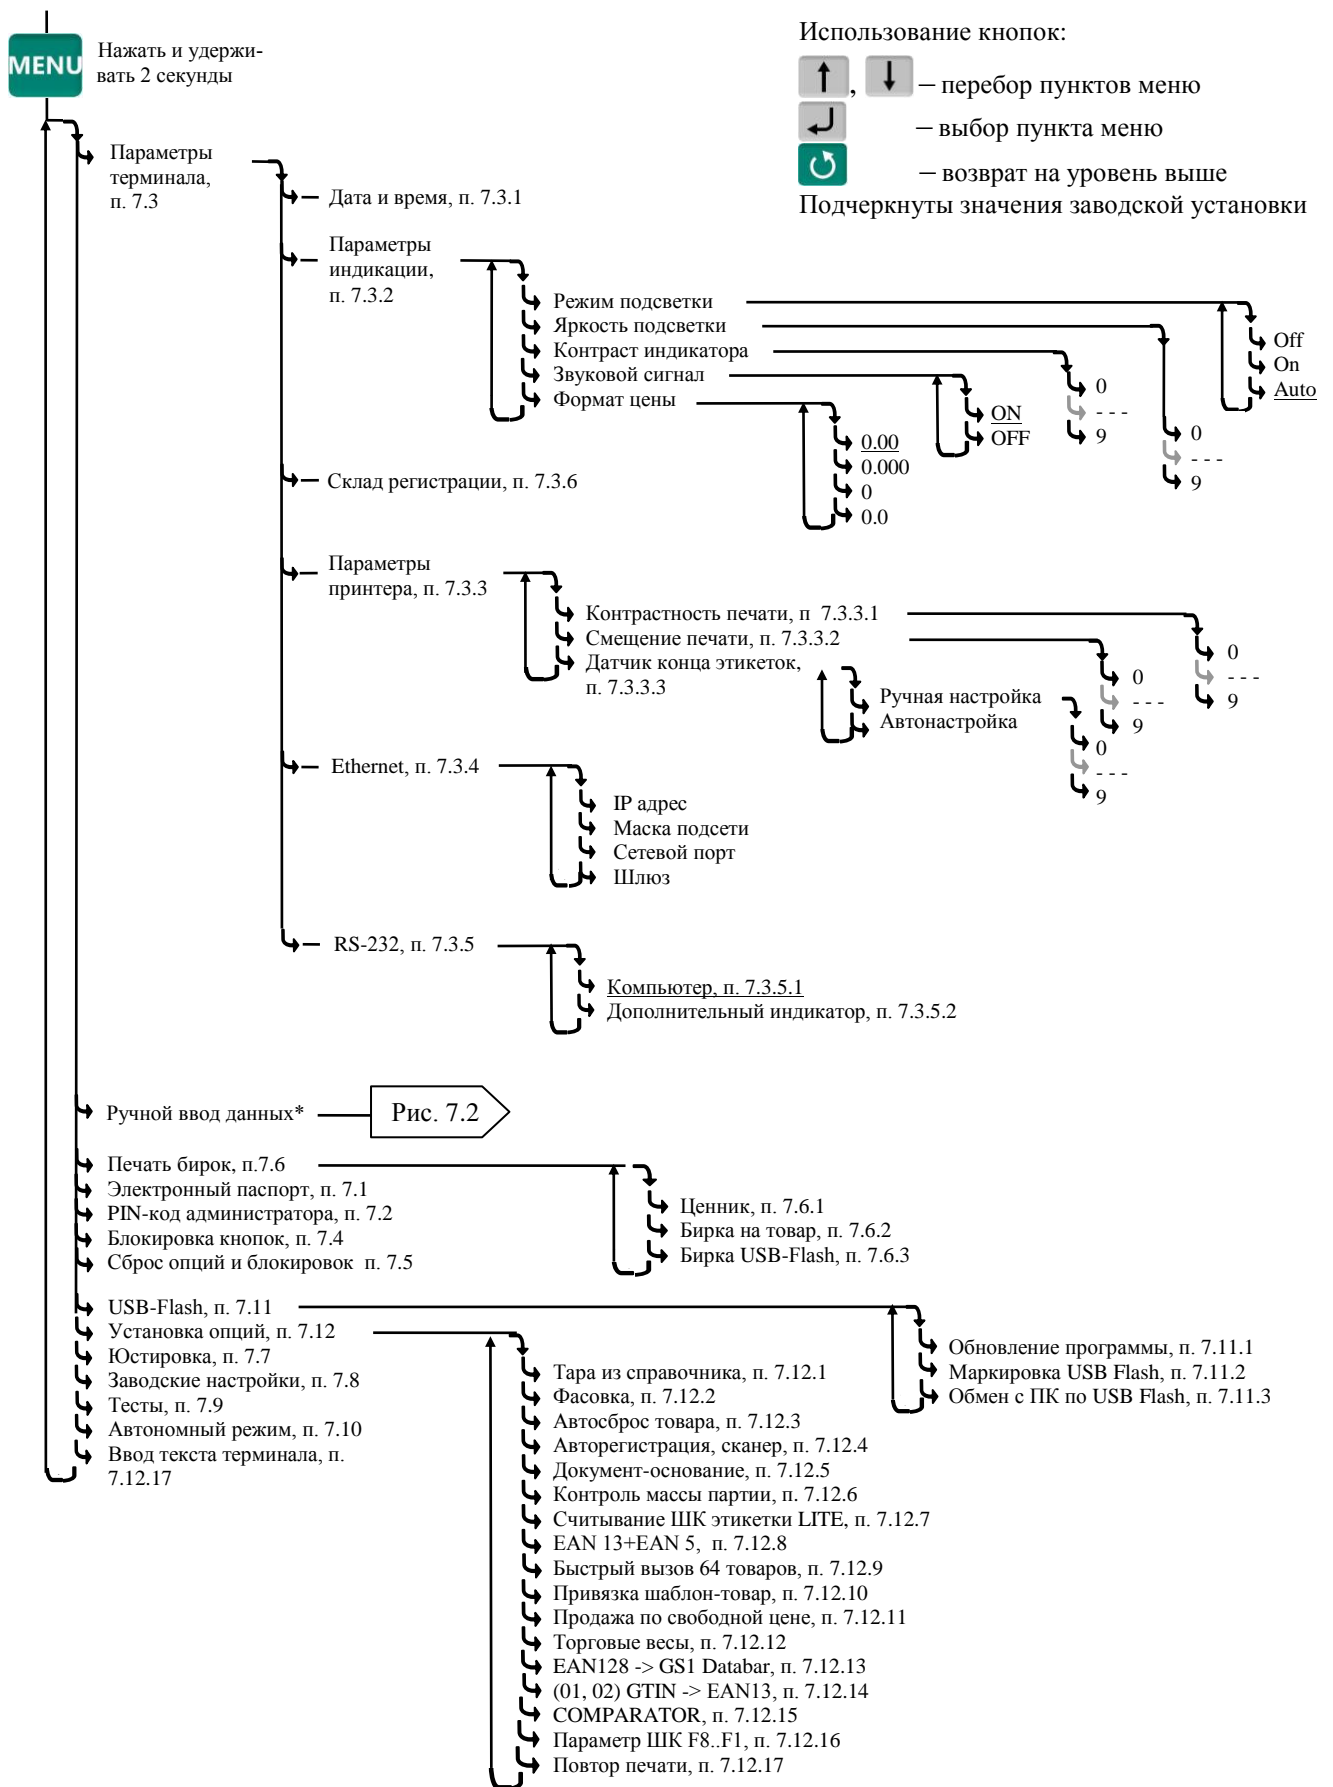 MENU
Нажать и удержи-
вать 2 секунды
Использование кнопок:
, – перебор пунктов меню
– выбор пункта меню
– возврат на уровень выше
Подчеркнуты значения заводской установки
Параметры
терминала,
п. 7.3
Дата и время, п. 7.3.1
Параметры
индикации,
п. 7.3.2
Режим подсветки
Яркость подсветки
Контраст индикатора
Звуковой сигнал
Формат цены
Off
On
Auto
0
- - -
9
0
- - -
9
ON
OFF
0.00
0.000
0
0.0
Склад регистрации, п. 7.3.6
Параметры
принтера, п. 7.3.3
Контрастность печати, п 7.3.3.1
Смещение печати, п. 7.3.3.2
Датчик конца этикеток,
п. 7.3.3.3
0
- - -
9
0
- - -
9
Ручная настройка
Автонастройка
0
- - -
9
Ethernet, п. 7.3.4
IP адрес
Маска подсети
Сетевой порт
Шлюз
RS-232, п. 7.3.5
Компьютер, п. 7.3.5.1
Дополнительный индикатор, п. 7.3.5.2
Ручной ввод данных*
Рис. 7.2
Печать бирок, п.7.6
Электронный паспорт, п. 7.1
PIN-код администратора, п. 7.2
Блокировка кнопок, п. 7.4
Сброс опций и блокировок п. 7.5
Ценник, п. 7.6.1
Бирка на товар, п. 7.6.2
Бирка USB-Flash, п. 7.6.3
USB-Flash, п. 7.11
Установка опций, п. 7.12
Юстировка, п. 7.7
Заводские настройки, п. 7.8
Тесты, п. 7.9
Автономный режим, п. 7.10
Ввод текста терминала, п.
7.12.17
Обновление программы, п. 7.11.1
Маркировка USB Flash, п. 7.11.2
Обмен с ПК по USB Flash, п. 7.11.3
Тара из справочника, п. 7.12.1
Фасовка, п. 7.12.2
Автосброс товара, п. 7.12.3
Авторегистрация, сканер, п. 7.12.4
Документ-основание, п. 7.12.5
Контроль массы партии, п. 7.12.6
Считывание ШК этикетки LITE, п. 7.12.7
EAN 13+EAN 5, п. 7.12.8
Быстрый вызов 64 товаров, п. 7.12.9
Привязка шаблон-товар, п. 7.12.10
Продажа по свободной цене, п. 7.12.11
Торговые весы, п. 7.12.12
EAN128 -> GS1 Databar, п. 7.12.13
(01, 02) GTIN -> EAN13, п. 7.12.14
COMPARATOR, п. 7.12.15
Параметр ШК F8..F1, п. 7.12.16
Повтор печати, п. 7.12.17